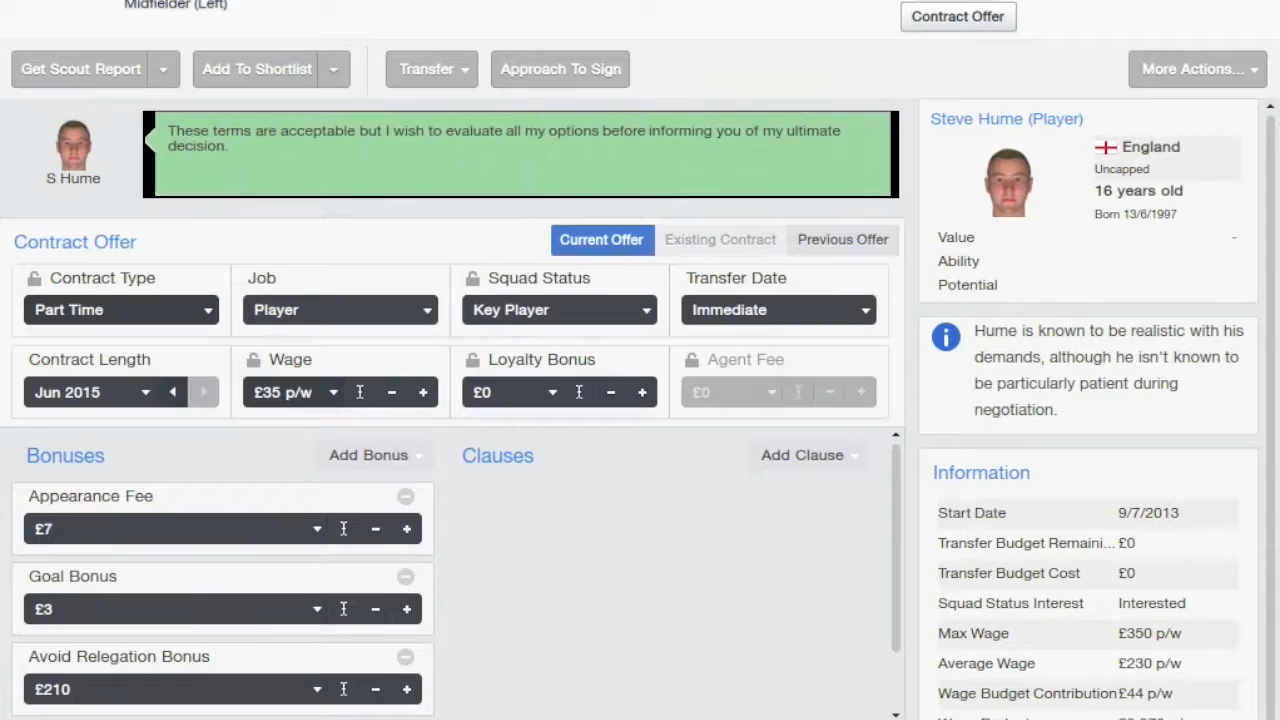 Midfielder (Left)
Contract Offer
Get Scout Report
Add To Shortlist
Transfer
Approach To Sign
More Actions...
These terms are acceptable but I wish to evaluate all my options before informing you of my ultimate
decision.
S Hume
Steve Hume (Player)
England
Uncapped
16 years old
Born 13/6/1997
Value -
Ability
Potential
Contract Offer
Current Offer
Existing Contract
Previous Offer
Contract Type
Job
Squad Status
Transfer Date
Part Time
Player
Key Player
Immediate
Contract Length
Wage
Loyalty Bonus
Agent Fee
Jun 2015
£35 p/w
£0
£0
Hume is known to be realistic with his
demands, although he isn't known to
be particularly patient during
negotiation.
Bonuses
Add Bonus
Clauses
Add Clause
Appearance Fee
£7
Goal Bonus
£3
Avoid Relegation Bonus
£210
Information
Start Date 9/7/2013
Transfer Budget Remaini... £0
Transfer Budget Cost £0
Squad Status Interest Interested
Max Wage £350 p/w
Average Wage £230 p/w
Wage Budget Contribution £44 p/w